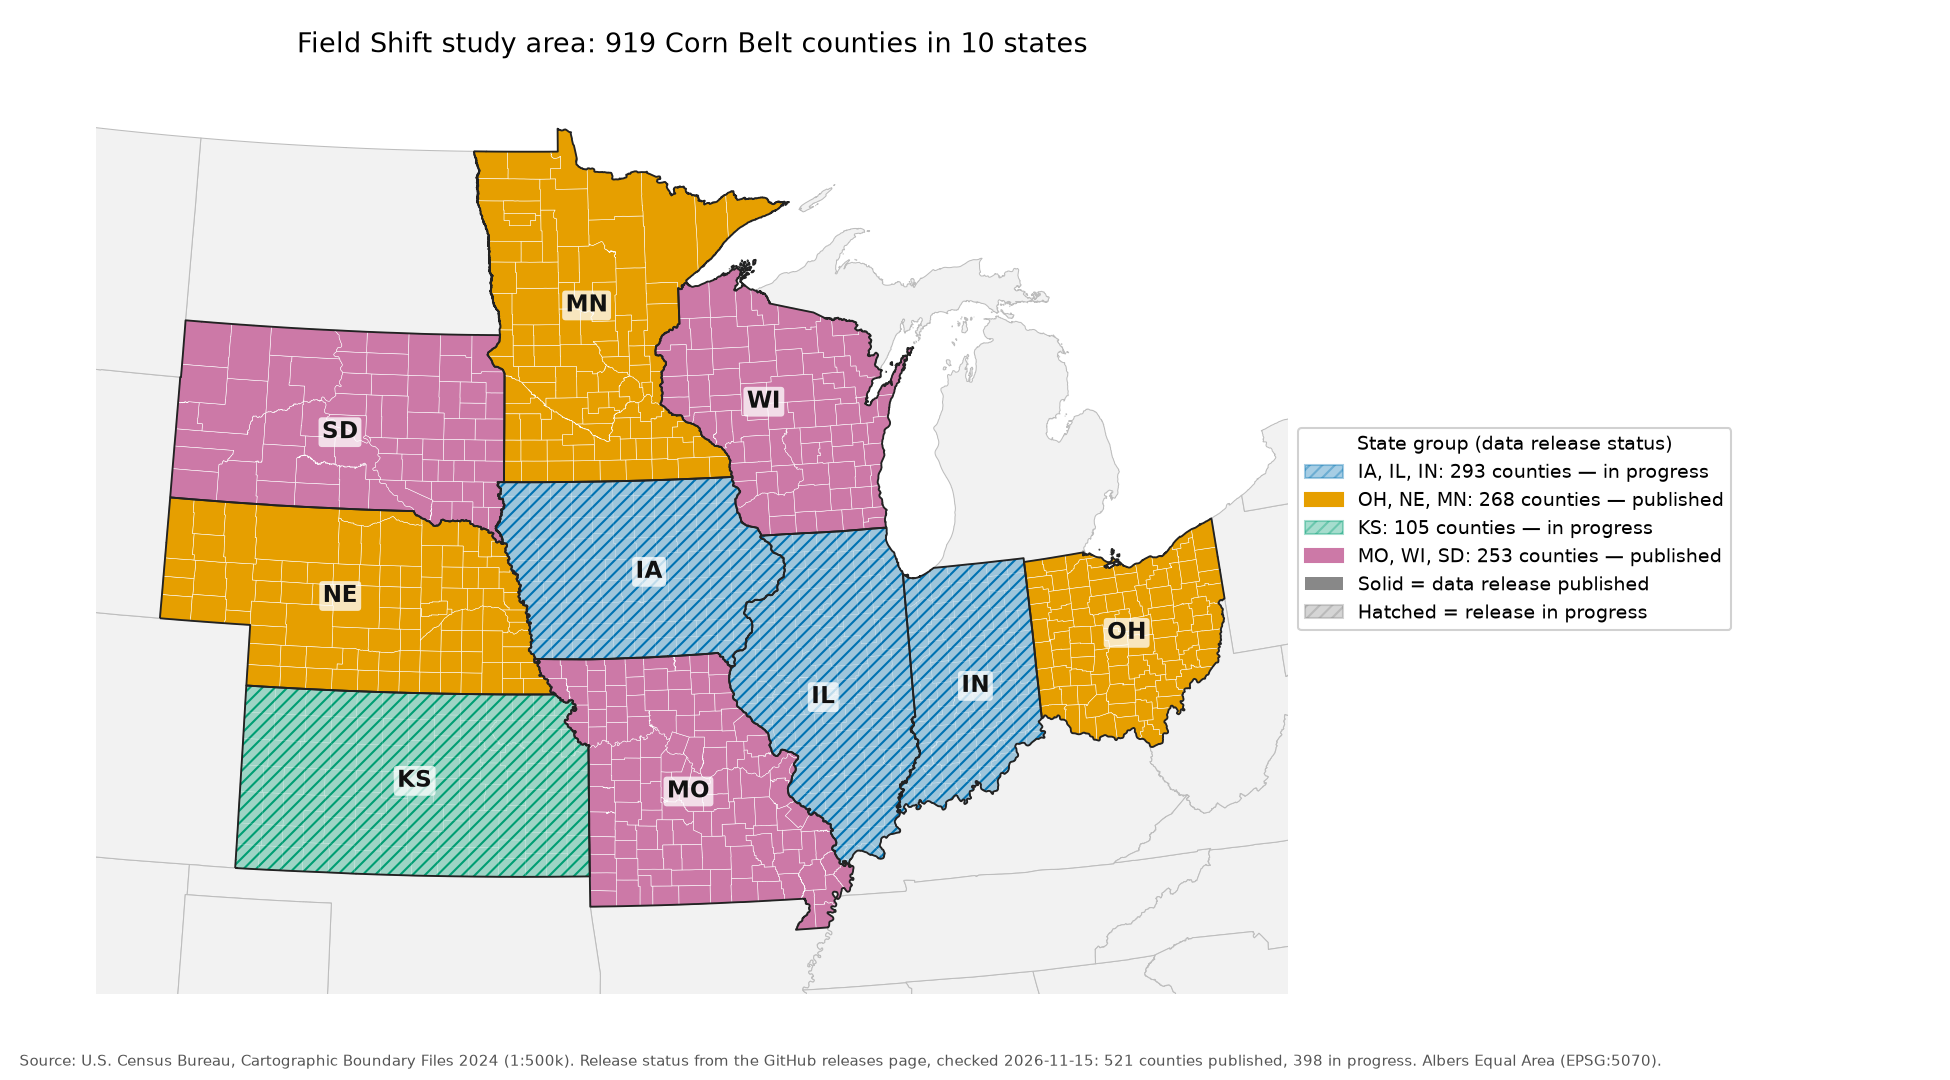 Field Shift study area: 919 Corn Belt counties in 10 states
MN
WI
SD
IA
NE
OH
IN
IL
KS
MO
State group (data release status)
IA, IL, IN: 293 counties — in progress
OH, NE, MN: 268 counties — published
KS: 105 counties — in progress
MO, WI, SD: 253 counties — published
Solid = data release published
Hatched = release in progress
Source: U.S. Census Bureau, Cartographic Boundary Files 2024 (1:500k). Release status from the GitHub releases page, checked 2026-11-15: 521 counties published, 398 in progress. Albers Equal Area (EPSG:5070).